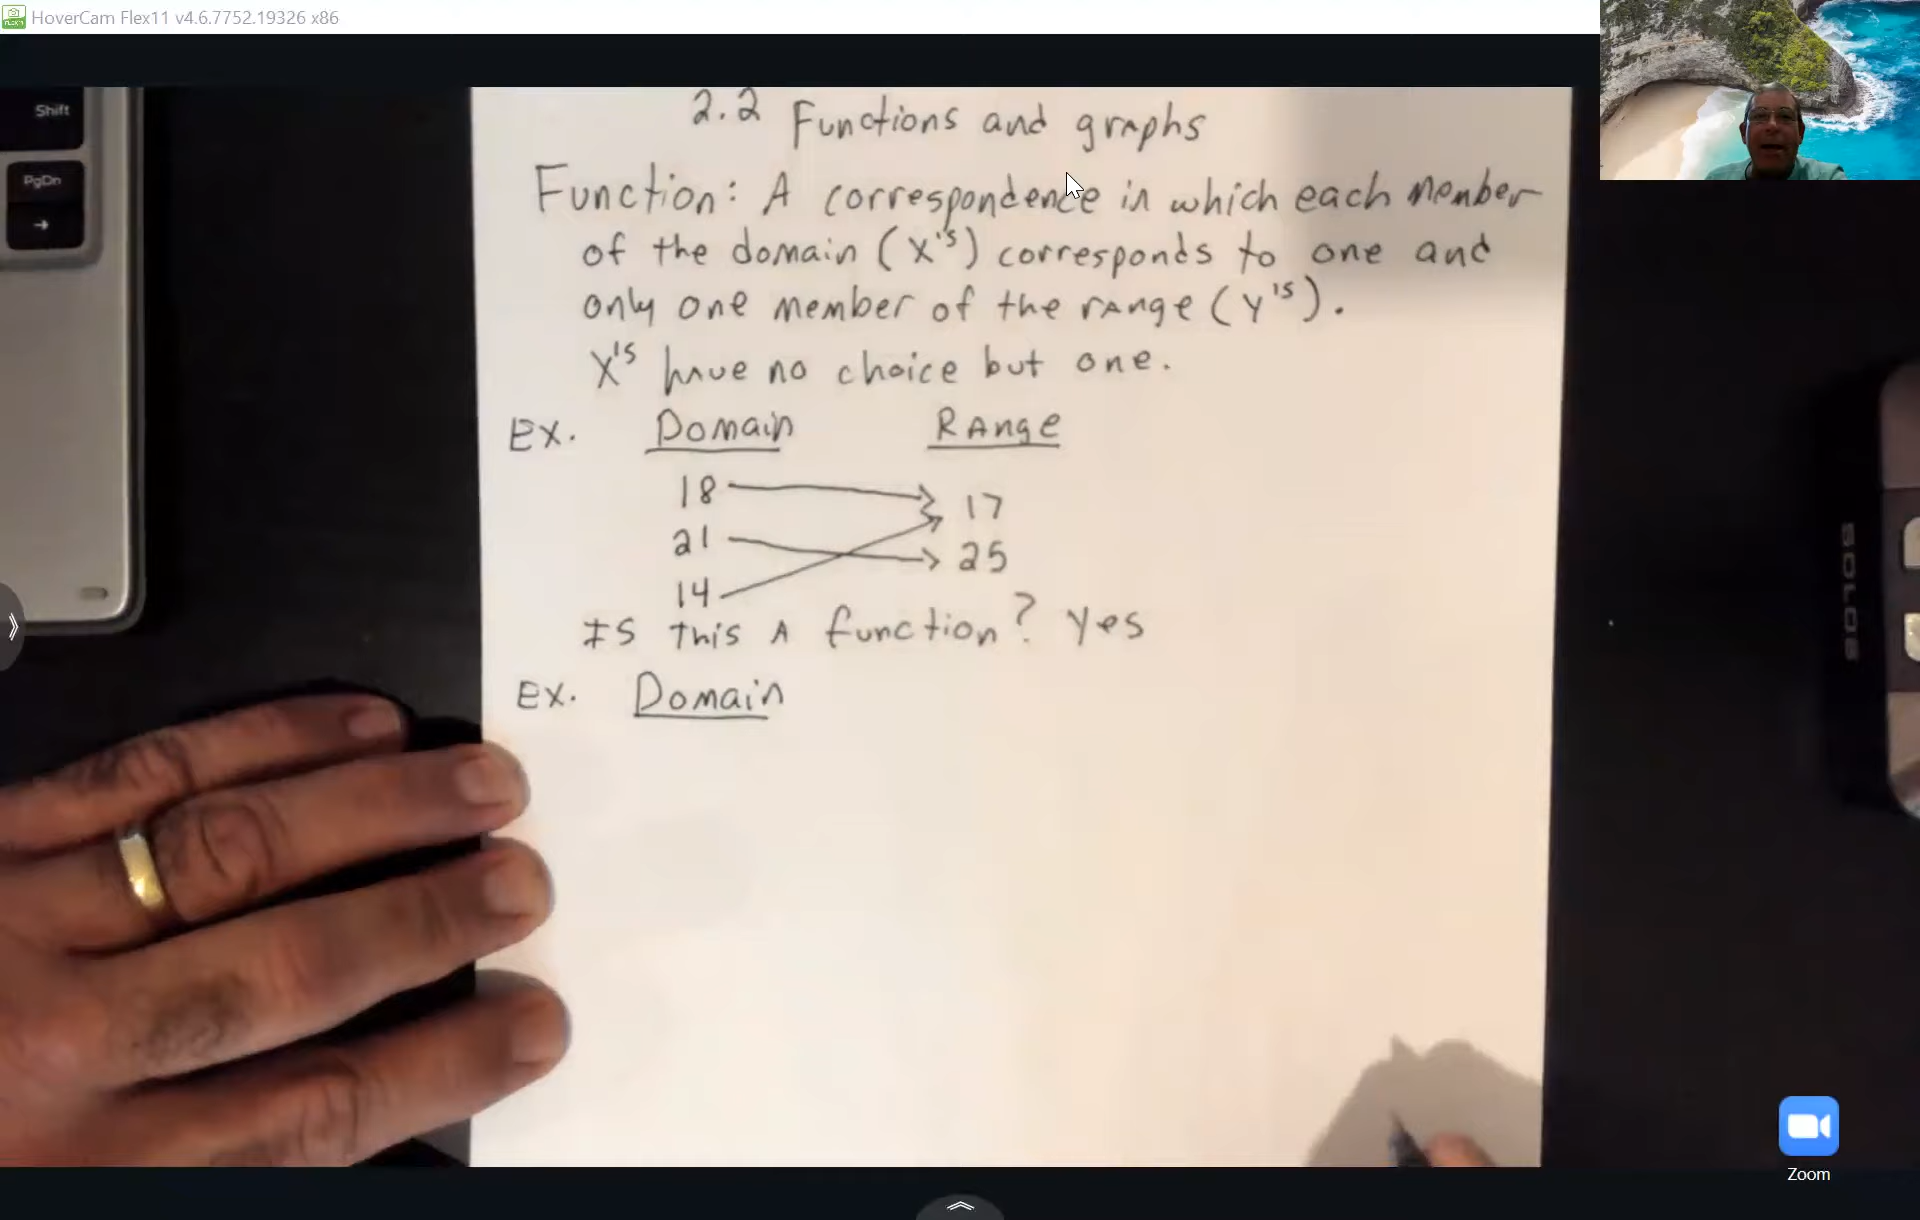 HoverCam Flex11 v4.6.7752.19326 x86
Shift
PgDn
2.2 Functions and graphs
Function: A correspondence in which each member
of the domain (X's) corresponds to one and
only one member of the range (Y's).
X's have no choice but one.
Ex. Domain Range
18 17
21 25
14
Is This A function? Yes
Ex. Domain
Zoom